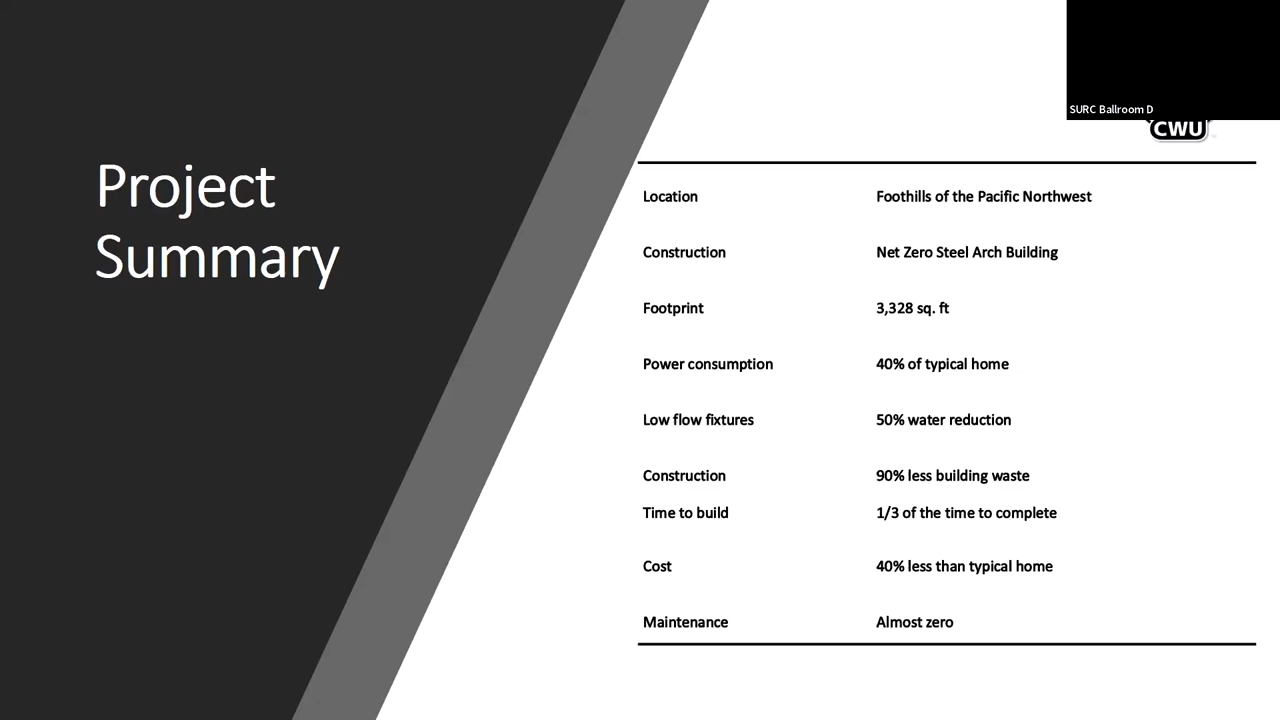 SURC Ballroom D
CWU
Project
Summary
Location Foothills of the Pacific Northwest
Construction Net Zero Steel Arch Building
Footprint 3,328 sq. ft
Power consumption 40% of typical home
Low flow fixtures 50% water reduction
Construction 90% less building waste
Time to build 1/3 of the time to complete
Cost 40% less than typical home
Maintenance Almost zero